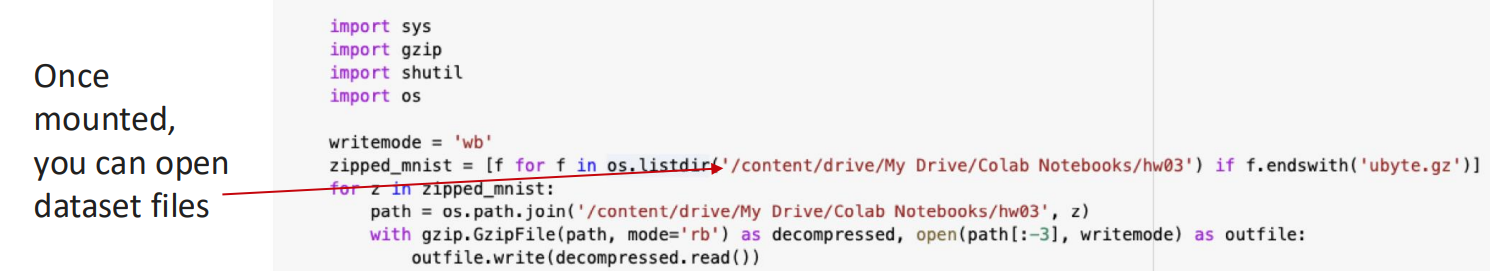 Once
mounted,
you can open
dataset files
import sys
import gzip
import shutil
import os
writemode = 'wb'
zipped_mnist = [f for f in os.listdir('/content/drive/My Drive/Colab Notebooks/hw03') if f.endswith('ubyte.gz')]
for z in zipped_mnist:
    path = os.path.join('/content/drive/My Drive/Colab Notebooks/hw03', z)
    with gzip.GzipFile(path, mode='rb') as decompressed, open(path[:-3], writemode) as outfile:
        outfile.write(decompressed.read())